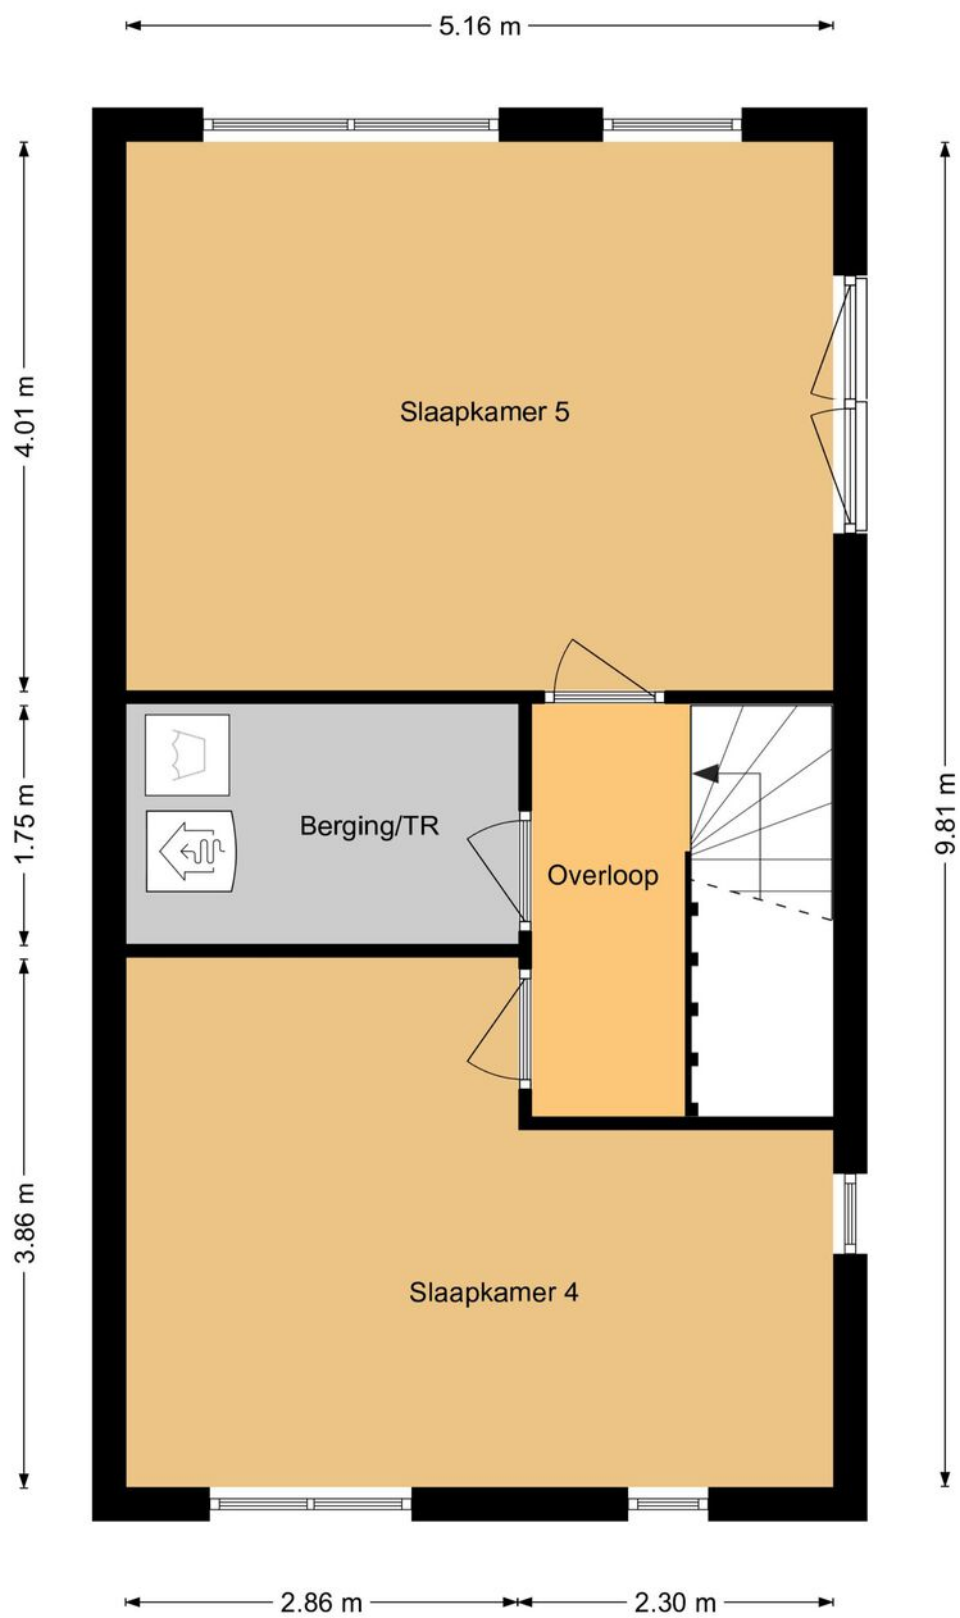 5.16 m
4.01 m
Slaapkamer 5
1.75 m
Berging/TR
Overloop
9.81 m
3.86 m
Slaapkamer 4
2.86 m
2.30 m